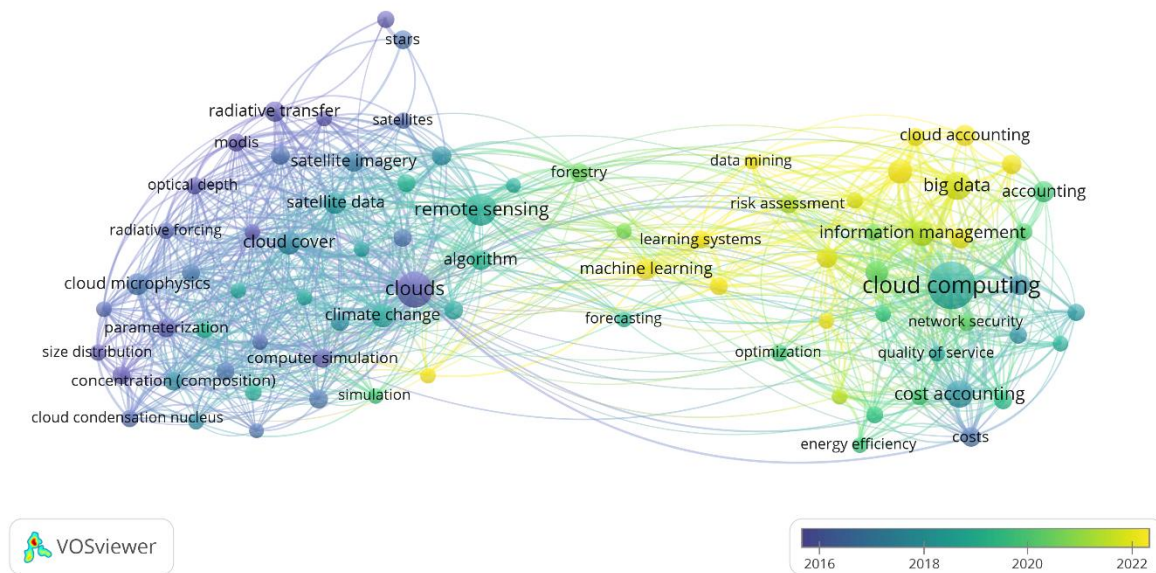 stars
radiative transfer
satellites
cloud accounting
modis
satellite imagery
data mining
forestry
optical depth
big data
accounting
satellite data
remote sensing
risk assessment
radiative forcing
information management
cloud cover
learning systems
algorithm
machine learning
cloud microphysics
clouds
cloud computing
climate change
forecasting
network security
parameterization
size distribution
computer simulation
optimization
quality of service
concentration (composition)
simulation
cost accounting
cloud condensation nucleus
energy efficiency
costs
VOSviewer
2016 2018 2020 2022